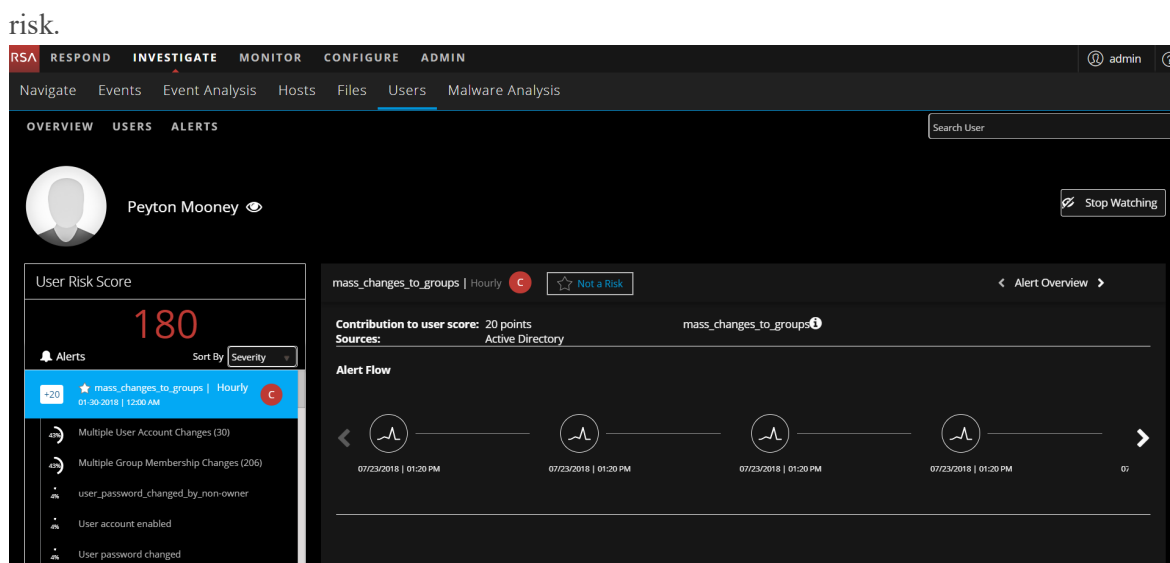 risk.
RSA RESPOND INVESTIGATE MONITOR CONFIGURE ADMIN admin
Navigate Events Event Analysis Hosts Files Users Malware Analysis
OVERVIEW USERS ALERTS Search User
Peyton Mooney Stop Watching
User Risk Score
180
Alerts Sort By Severity
+20 mass_changes_to_groups | Hourly C
01-30-2018 | 12:00 AM
43% Multiple User Account Changes (30)
43% Multiple Group Membership Changes (206)
4% user_password_changed_by_non-owner
4% User account enabled
4% User password changed
mass_changes_to_groups | Hourly C Not a Risk Alert Overview
Contribution to user score: 20 points mass_changes_to_groups
Sources: Active Directory
Alert Flow
07/23/2018 | 01:20 PM 07/23/2018 | 01:20 PM 07/23/2018 | 01:20 PM 07/23/2018 | 01:20 PM